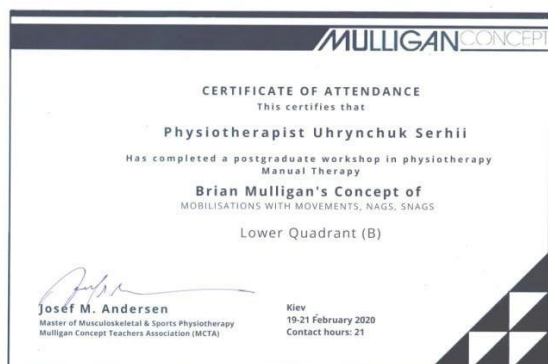 MULLIGAN CONCEPT
CERTIFICATE OF ATTENDANCE
This certifies that
Physiotherapist Uhrynchuk Serhii
Has completed a postgraduate workshop in physiotherapy
Manual Therapy
Brian Mulligan's Concept of
MOBILISATIONS WITH MOVEMENTS, NAGS, SNAGS
Lower Quadrant (B)
Josef M. Andersen
Master of Musculoskeletal & Sports Physiotherapy
Mulligan Concept Teachers Association (MCTA)
Kiev
19-21 February 2020
Contact hours: 21